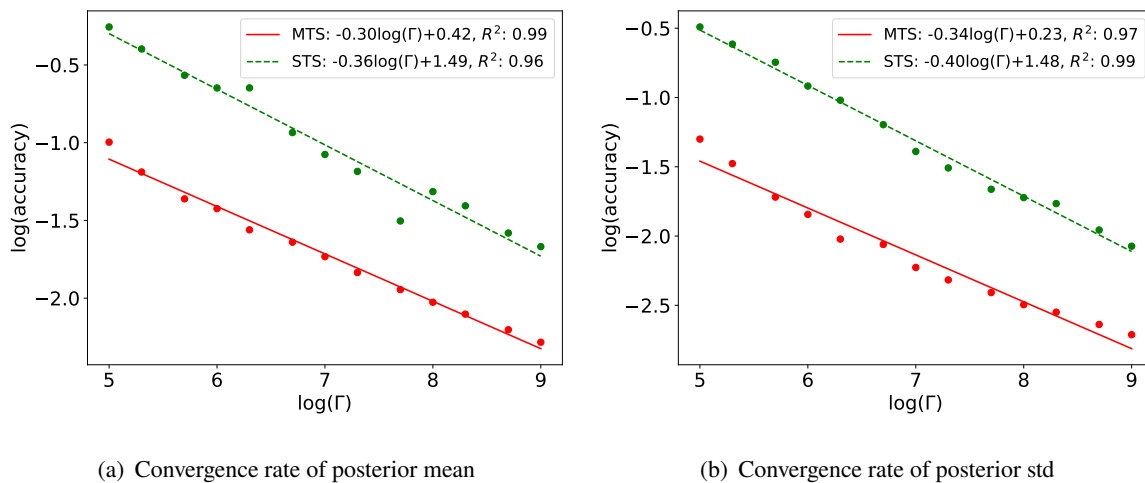 MTS: -0.30log(Γ)+0.42, R²: 0.99
STS: -0.36log(Γ)+1.49, R²: 0.96
log(accuracy)
−0.5
−1.0
−1.5
−2.0
5 6 7 8 9
log(Γ)
(a) Convergence rate of posterior mean
MTS: -0.34log(Γ)+0.23, R²: 0.97
STS: -0.40log(Γ)+1.48, R²: 0.99
log(accuracy)
−0.5
−1.0
−1.5
−2.0
−2.5
5 6 7 8 9
log(Γ)
(b) Convergence rate of posterior std